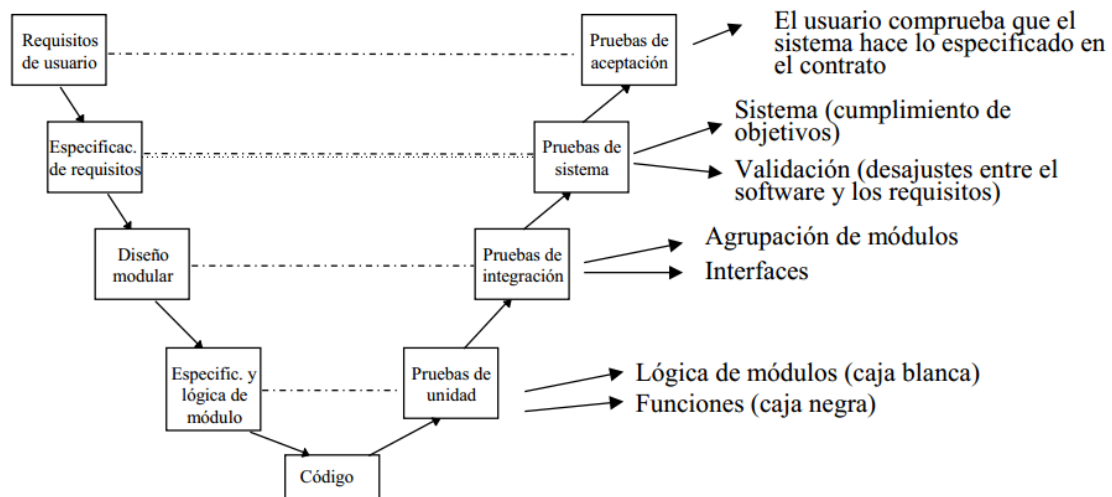 Requisitos
de usuario
Pruebas de
aceptación
El usuario comprueba que el
sistema hace lo especificado en
el contrato
Especificac.
de requisitos
Pruebas de
sistema
Sistema (cumplimiento de
objetivos)
Validación (desajustes entre el
software y los requisitos)
Diseño
modular
Pruebas de
integración
Agrupación de módulos
Interfaces
Especific. y
lógica de
módulo
Pruebas de
unidad
Lógica de módulos (caja blanca)
Funciones (caja negra)
Código